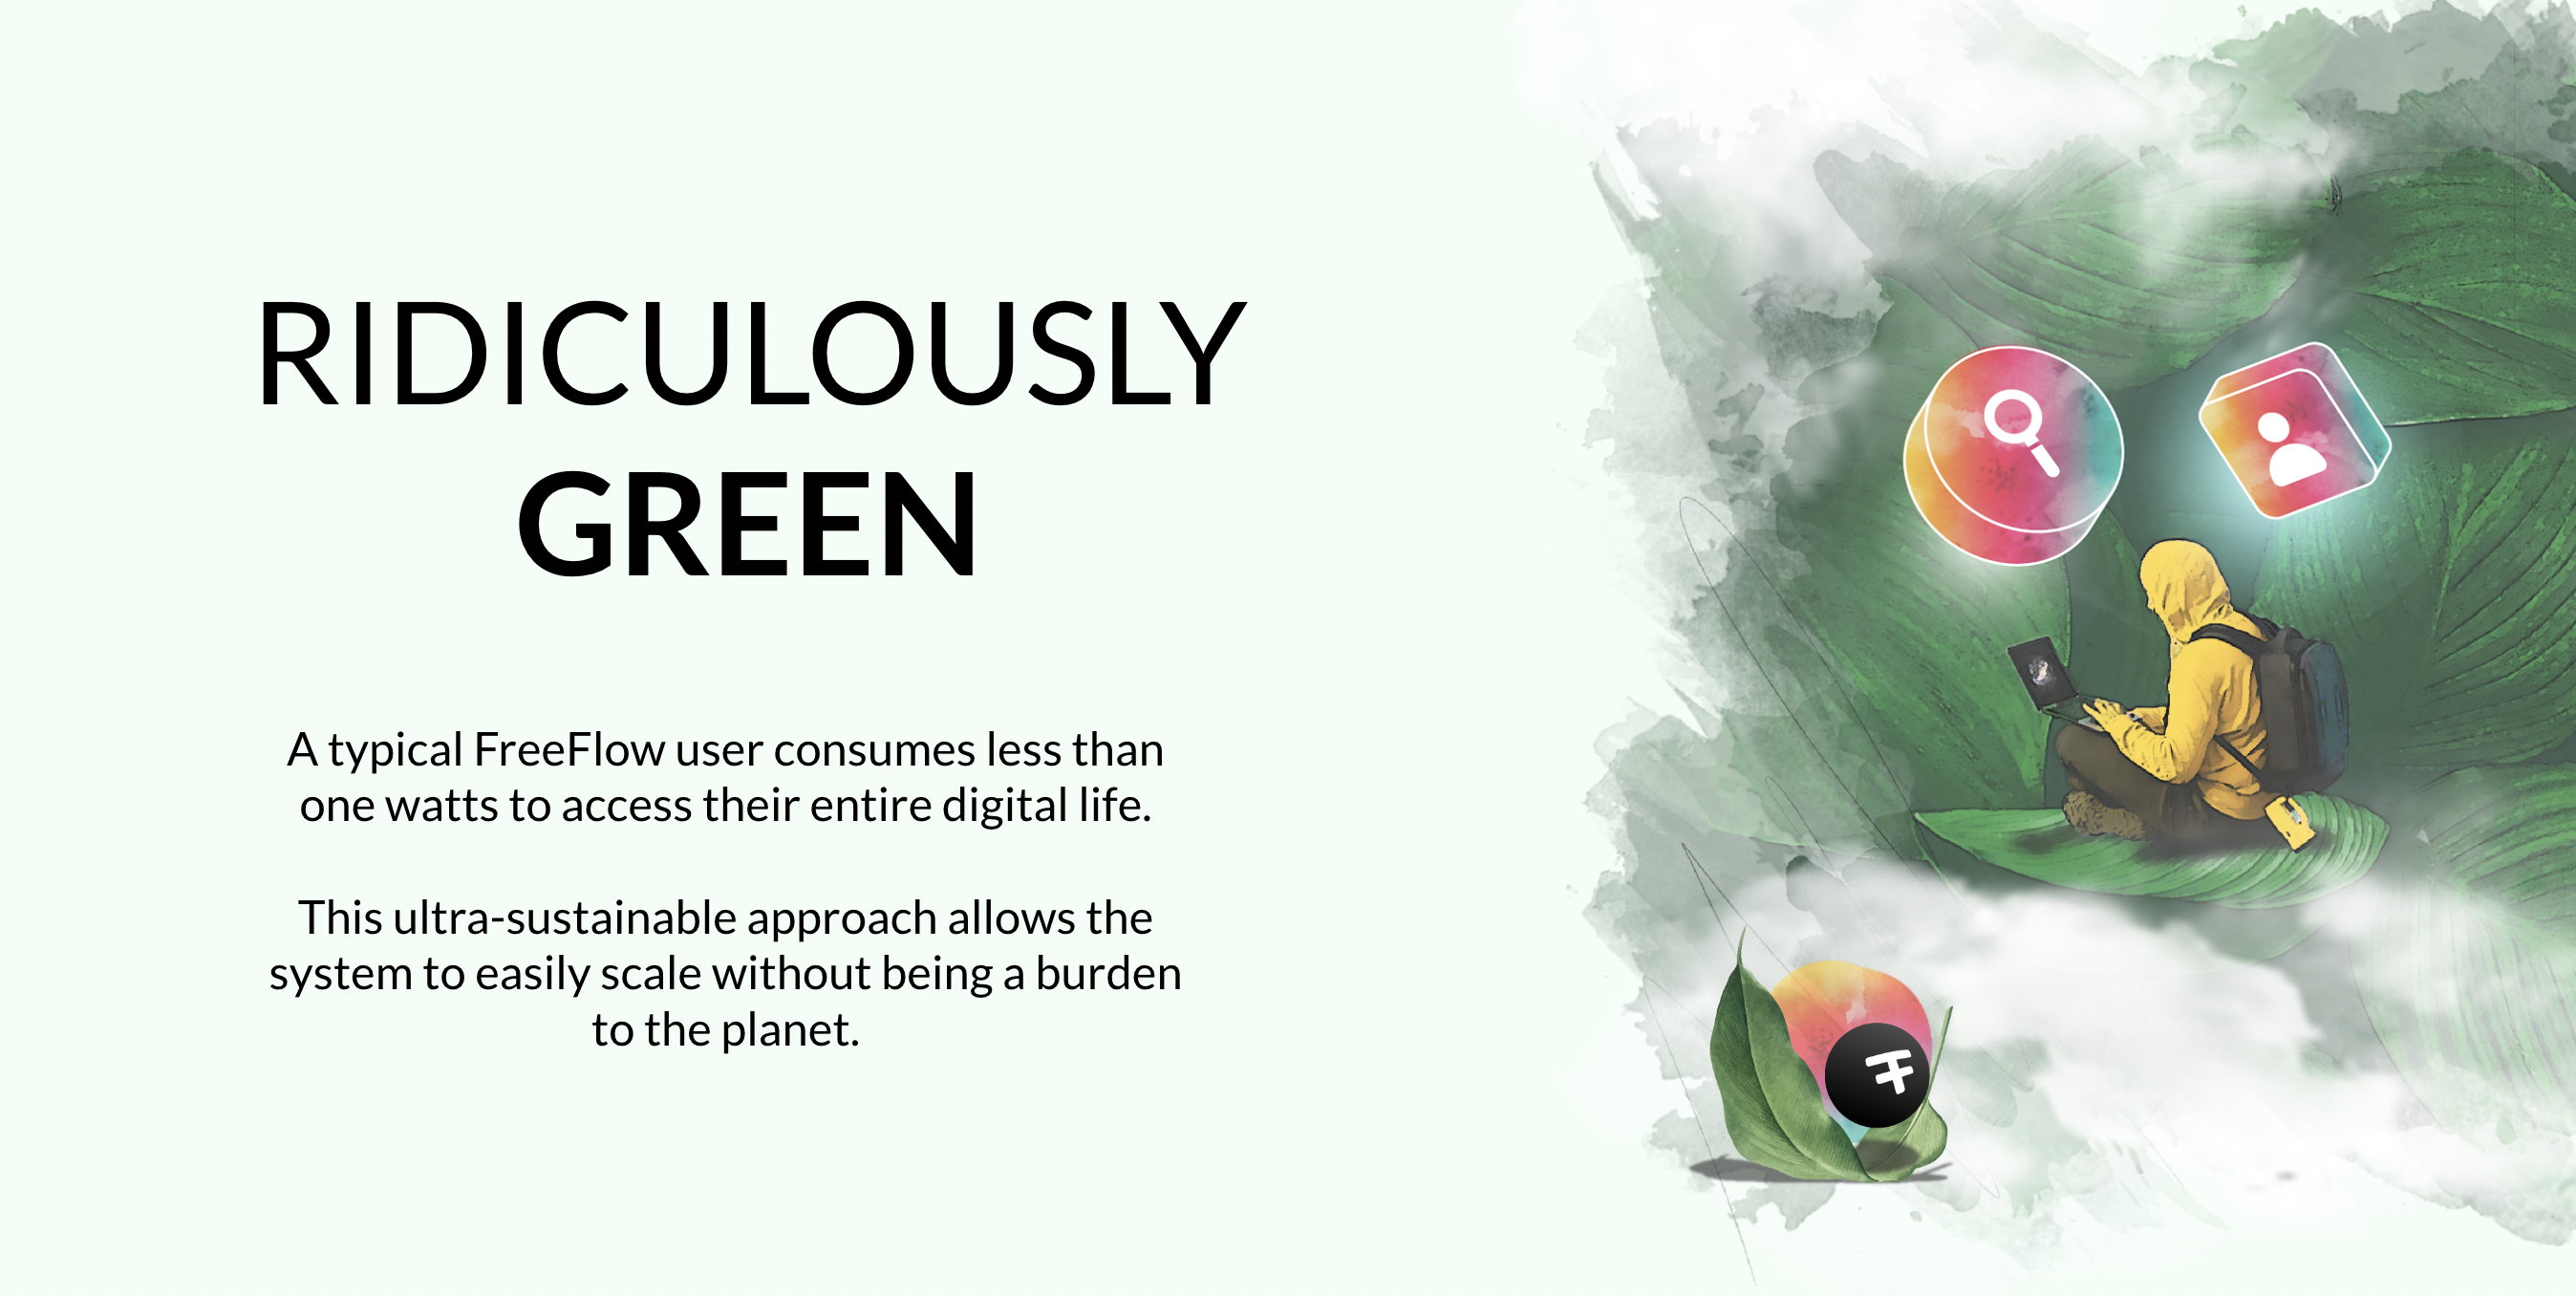 RIDICULOUSLY
GREEN
A typical FreeFlow user consumes less than
one watts to access their entire digital life.
This ultra-sustainable approach allows the
system to easily scale without being a burden
to the planet.